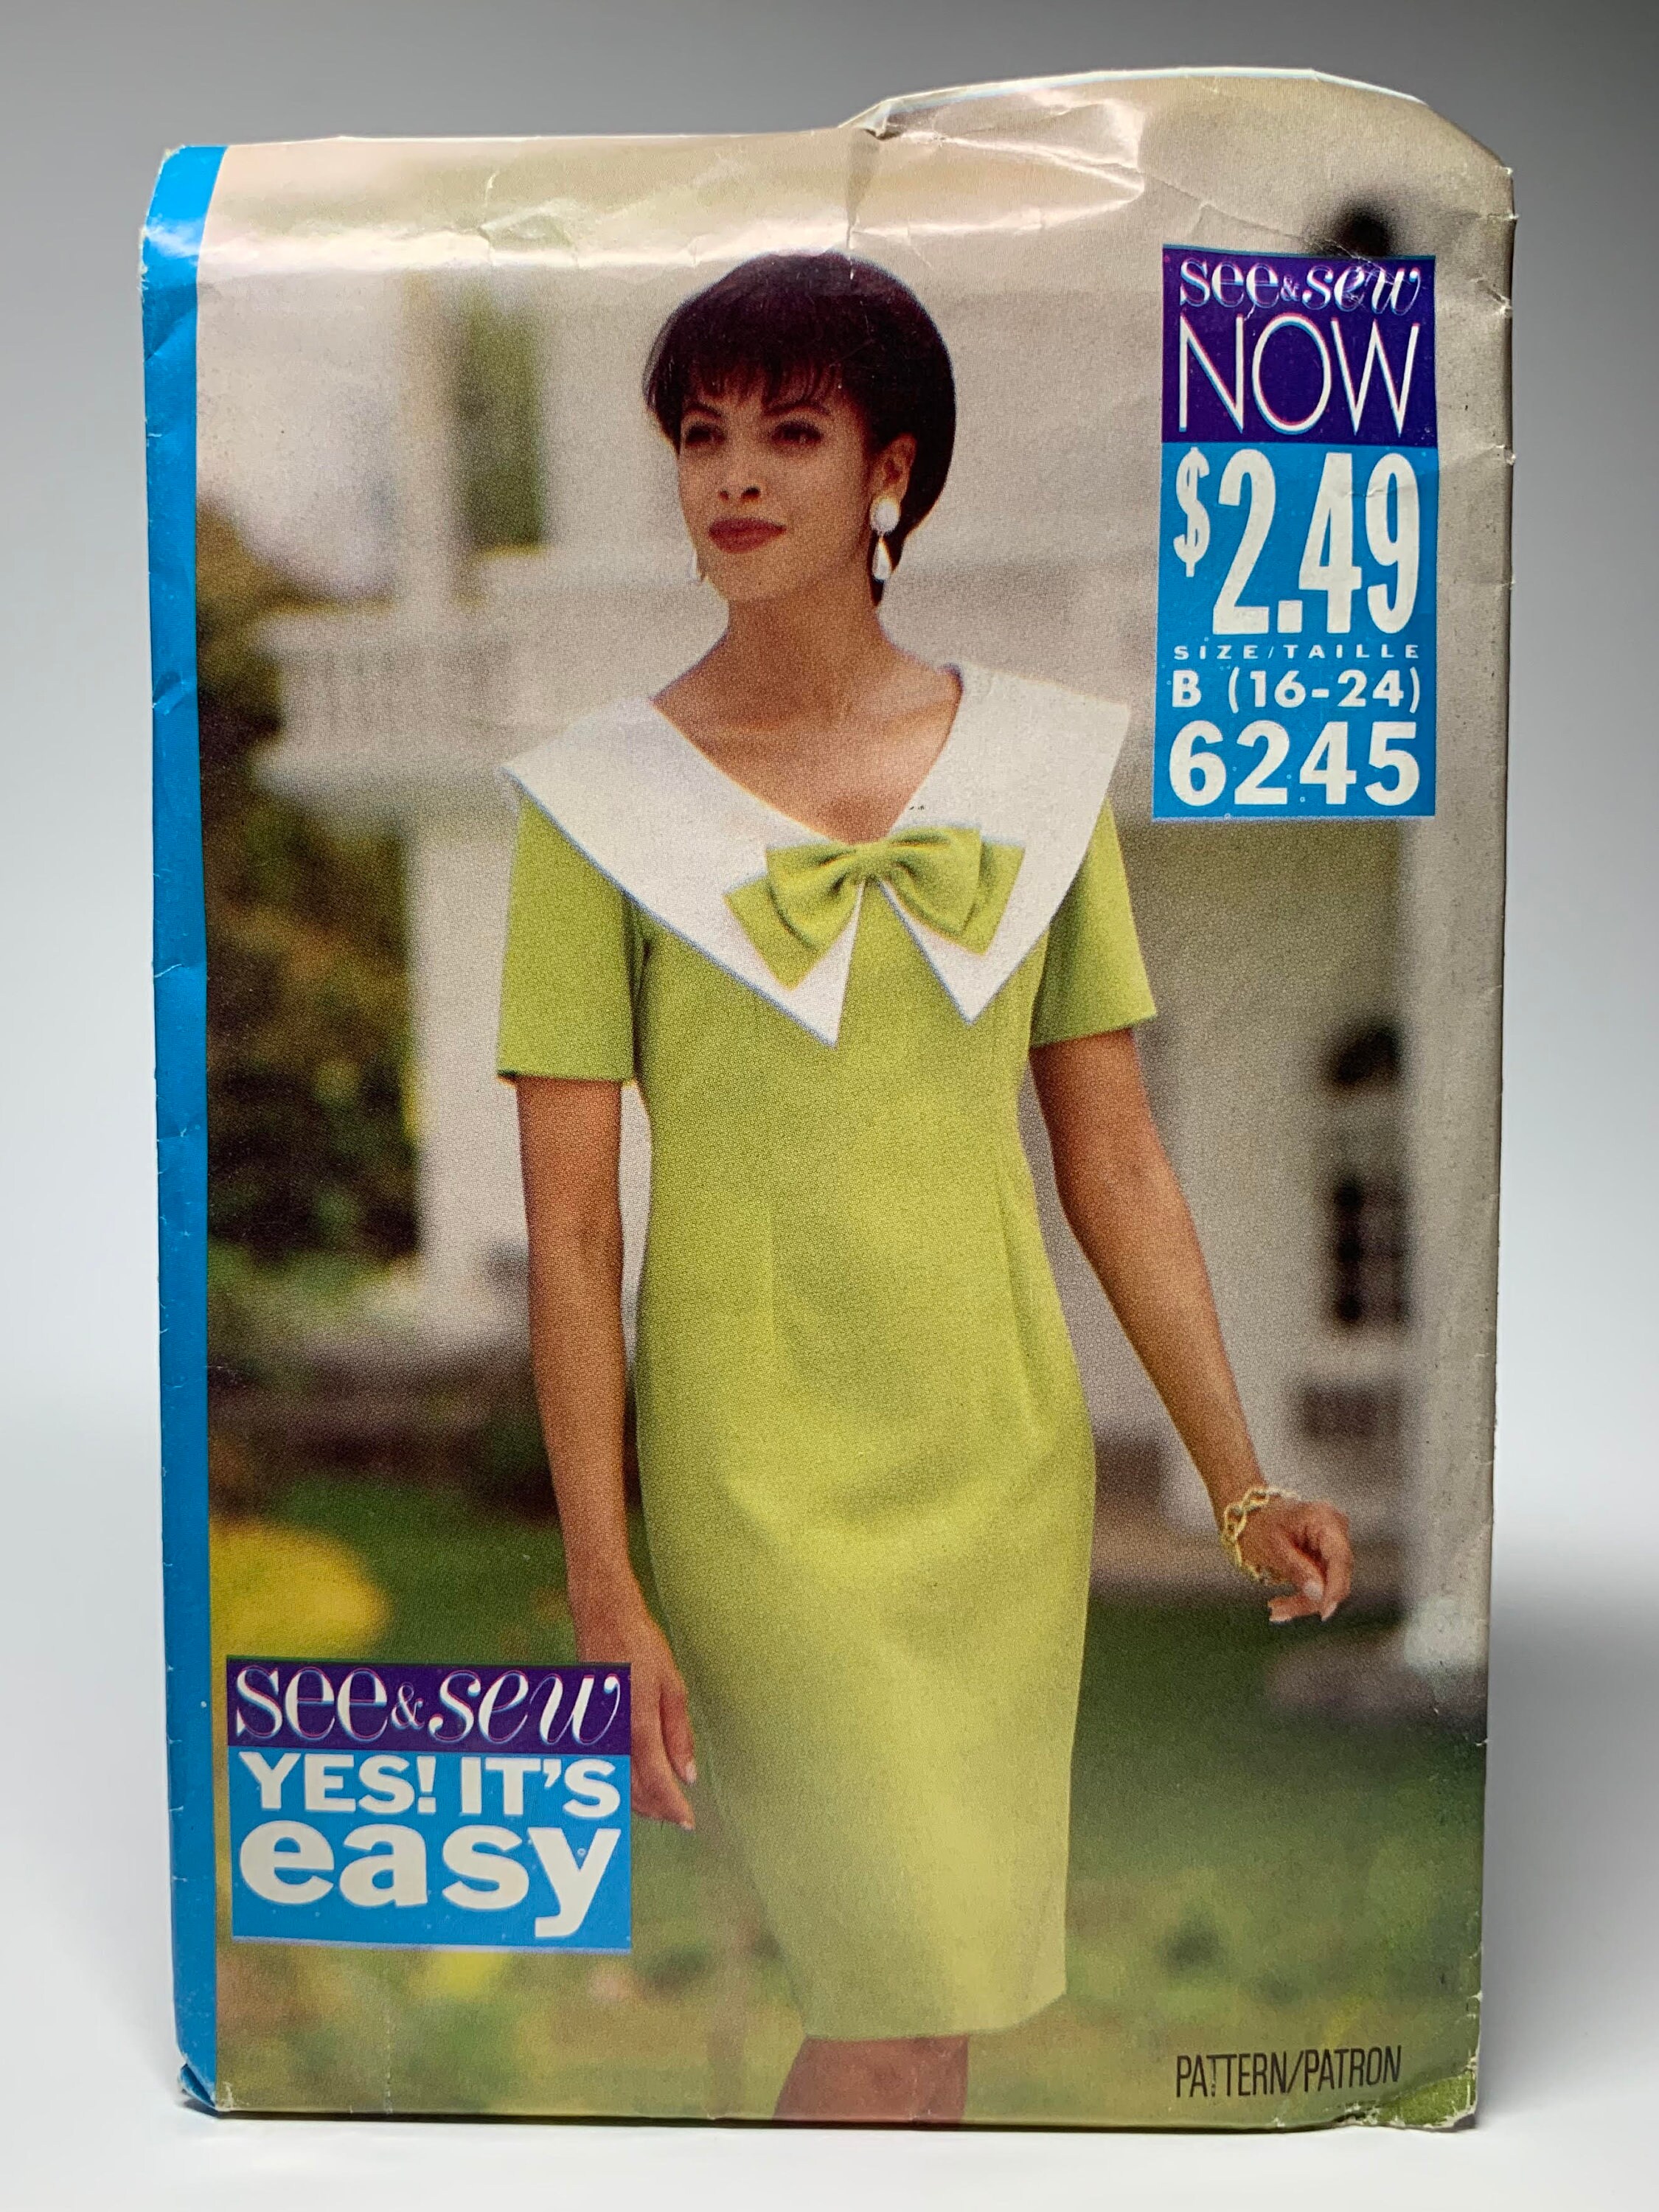 see&sew
NOW
$2.49
SIZE/TAILLE
B (16-24)
6245
see&sew
YES! IT'S
easy
PATTERN/PATRON